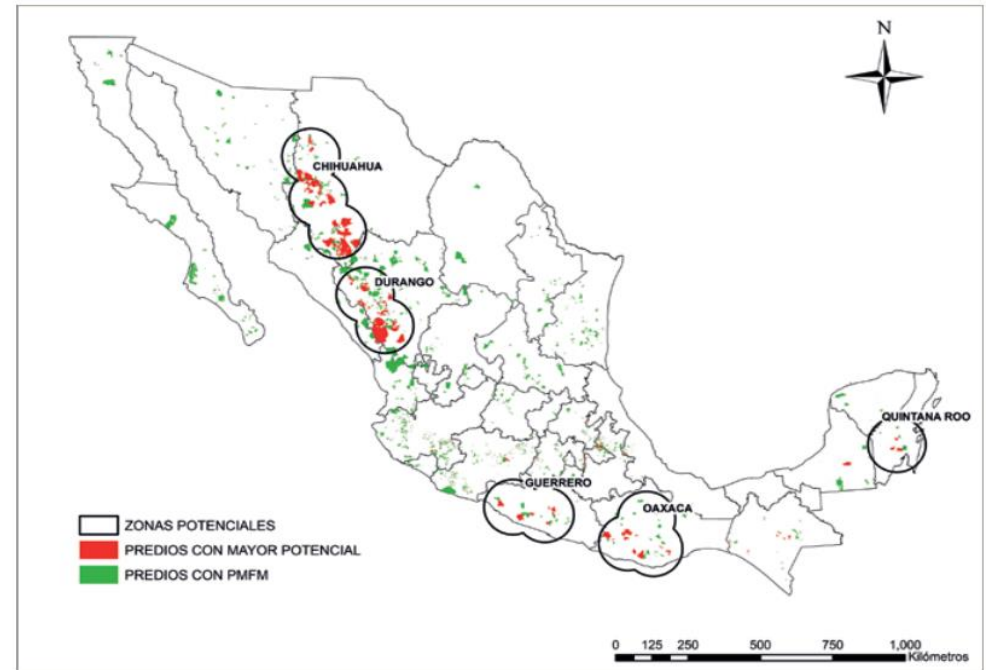 N
CHIHUAHUA
DURANGO
QUINTANA ROO
GUERRERO
OAXACA
ZONAS POTENCIALES
PREDIOS CON MAYOR POTENCIAL
PREDIOS CON PMFM
0 125 250 500 750 1,000
Kilómetros